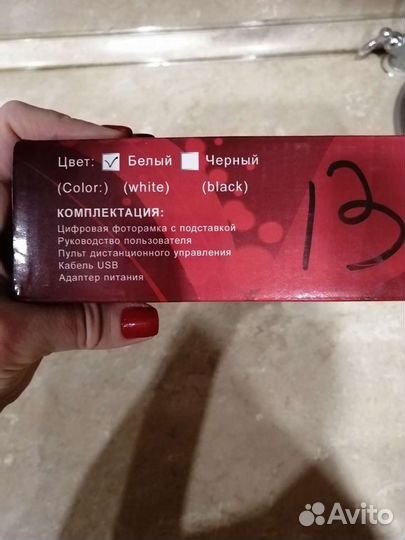 Цвет: Белый Черный
(Color:) (white) (black)
КОМПЛЕКТАЦИЯ:
Цифровая фоторамка с подставкой
Руководство пользователя
Пульт дистанционного управления
Кабель USB
Адаптер питания
13
Avito